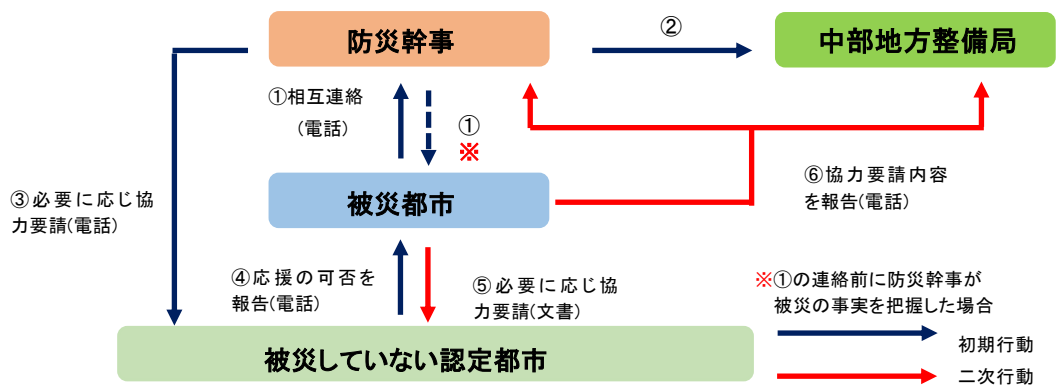 防災幹事
②
中部地方整備局
①相互連絡
(電話)
①
※
③必要に応じ協
力要請(電話)
被災都市
⑥協力要請内容
を報告(電話)
④応援の可否を
報告(電話)
⑤必要に応じ協
力要請(文書)
※①の連絡前に防災幹事が
被災の事実を把握した場合
被災していない認定都市
初期行動
二次行動